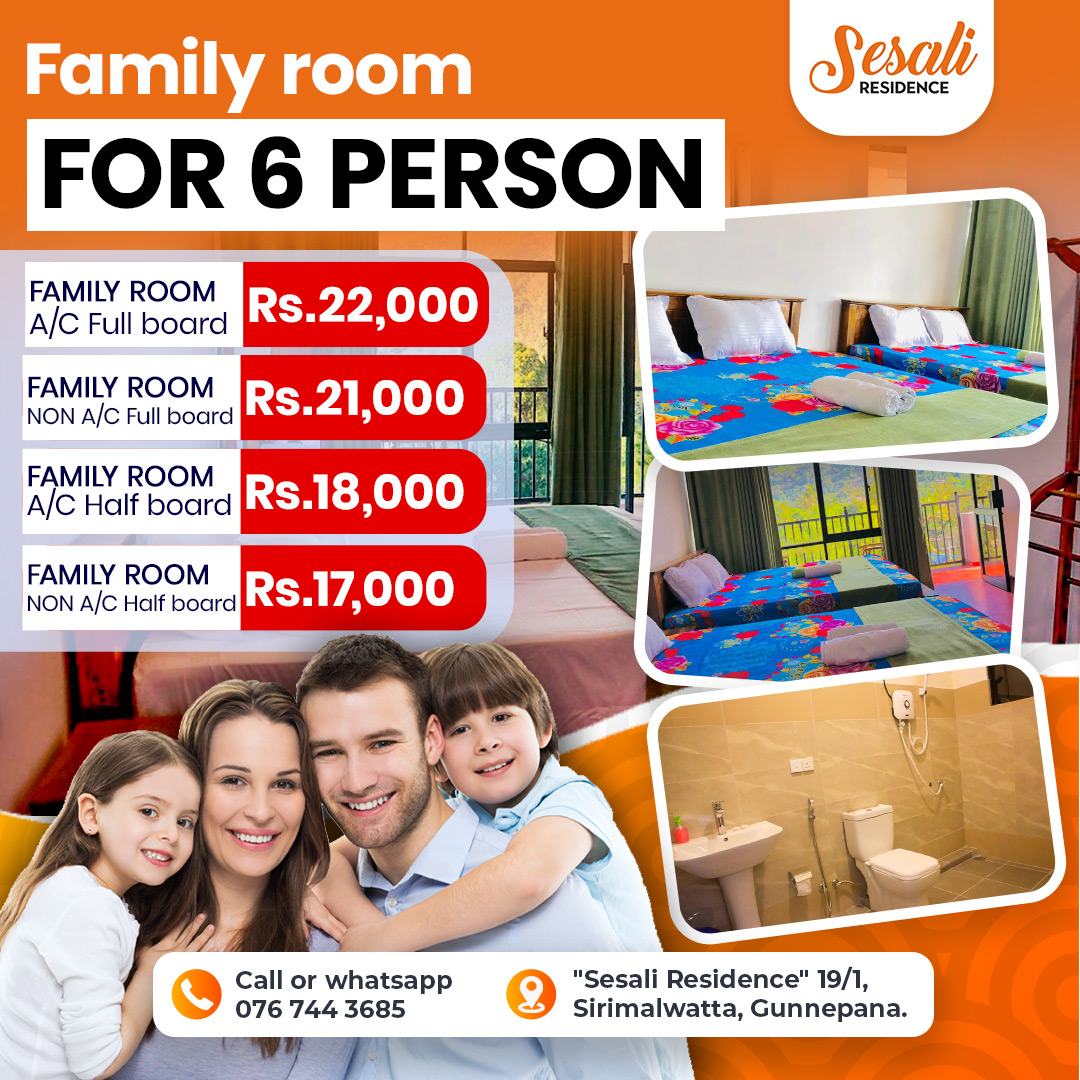 Family room
Sesali
RESIDENCE
FOR 6 PERSON
FAMILY ROOM
A/C Full board
Rs.22,000
FAMILY ROOM
NON A/C Full board
Rs.21,000
FAMILY ROOM
A/C Half board
Rs.18,000
FAMILY ROOM
NON A/C Half board
Rs.17,000
Call or whatsapp
076 744 3685
"Sesali Residence" 19/1,
Sirimalwatta, Gunnepana.